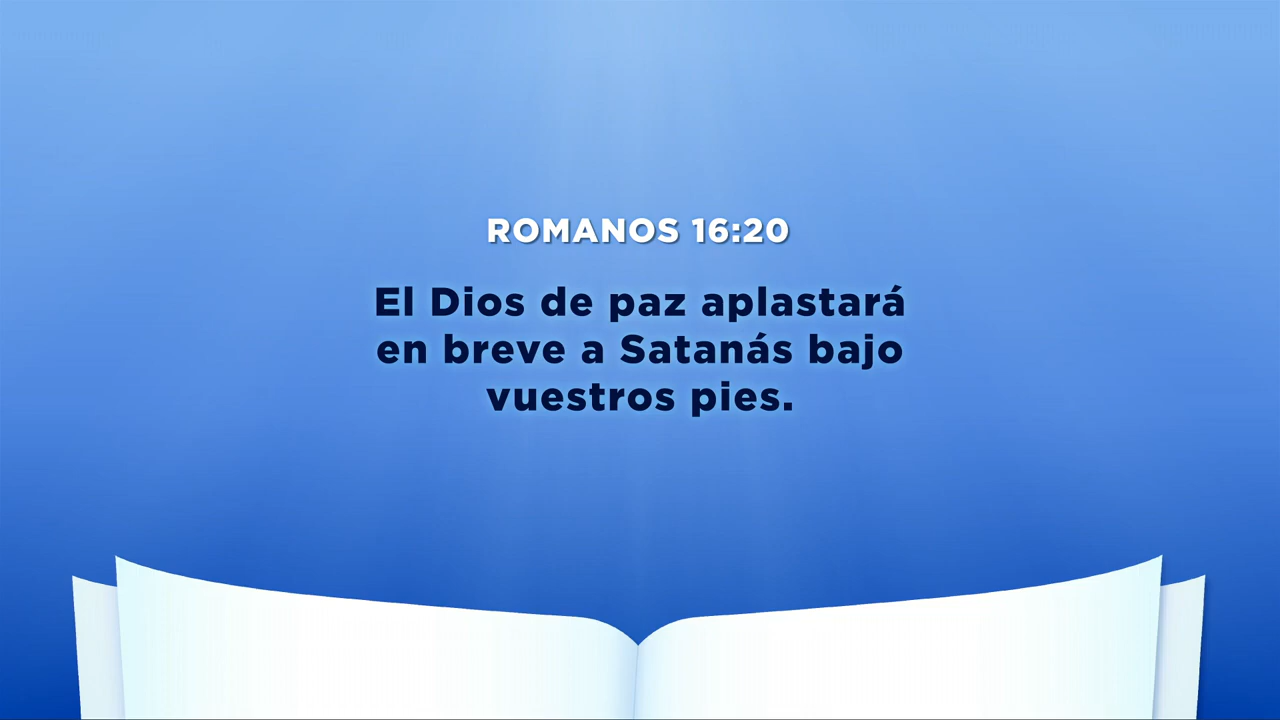 ROMANOS 16:20
El Dios de paz aplastará
en breve a Satanás bajo
vuestros pies.